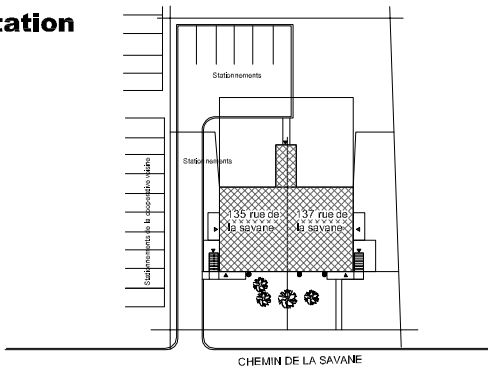 tation
Stationnements
Stationnements
Stationnements de la coopérative voisine
135 rue de
la savane
137 rue de
la savane
CHEMIN DE LA SAVANE